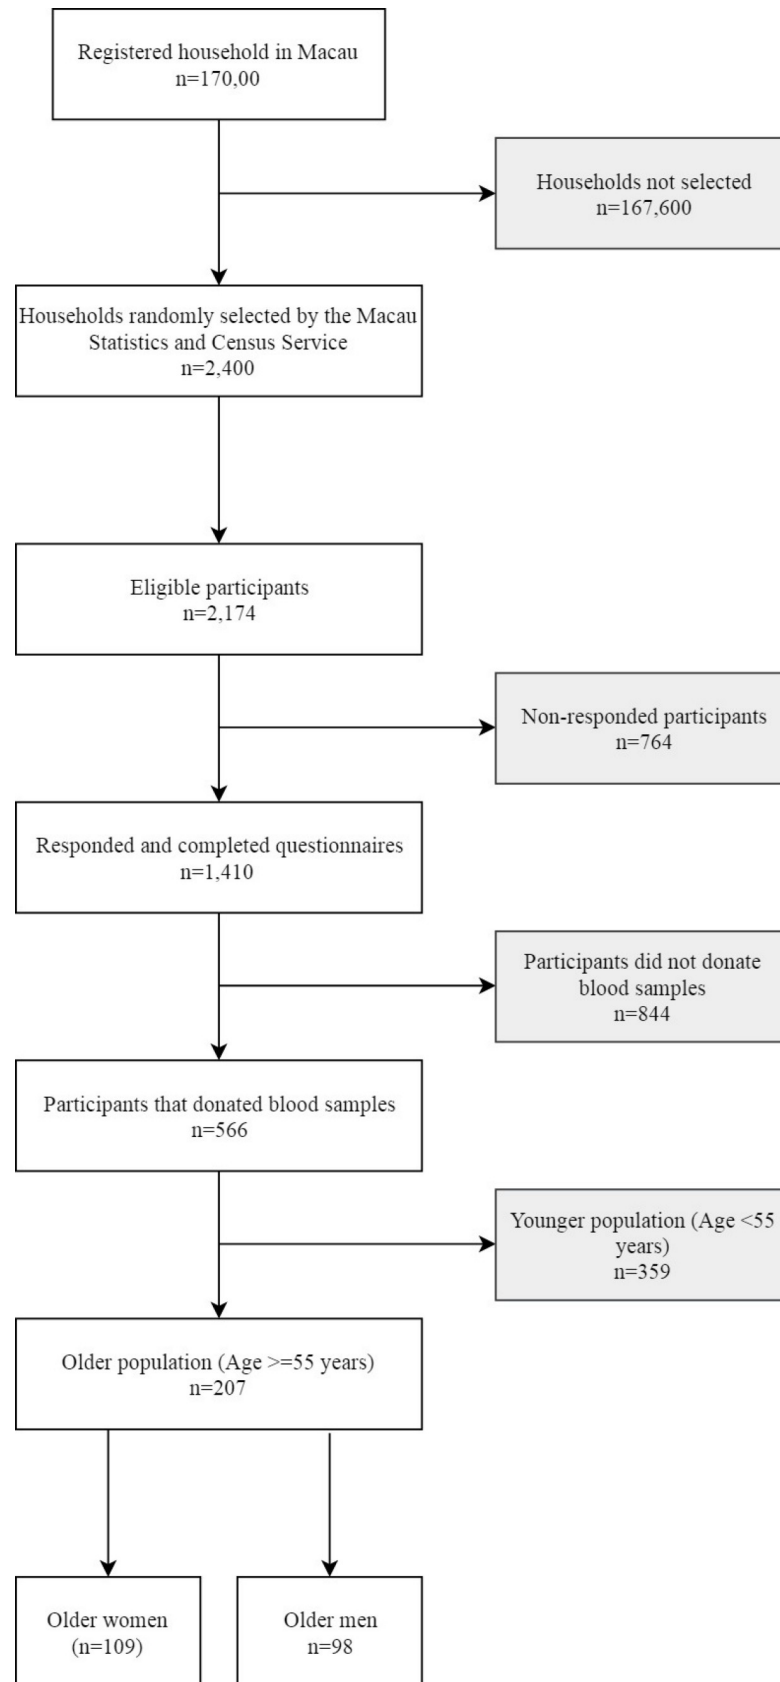 Registered household in Macau
n=170,00
Households not selected
n=167,600
Households randomly selected by the Macau
Statistics and Census Service
n=2,400
Eligible participants
n=2,174
Non-responded participants
n=764
Responded and completed questionnaires
n=1,410
Participants did not donate
blood samples
n=844
Participants that donated blood samples
n=566
Younger population (Age <55
years)
n=359
Older population (Age >=55 years)
n=207
Older women
(n=109)
Older men
n=98